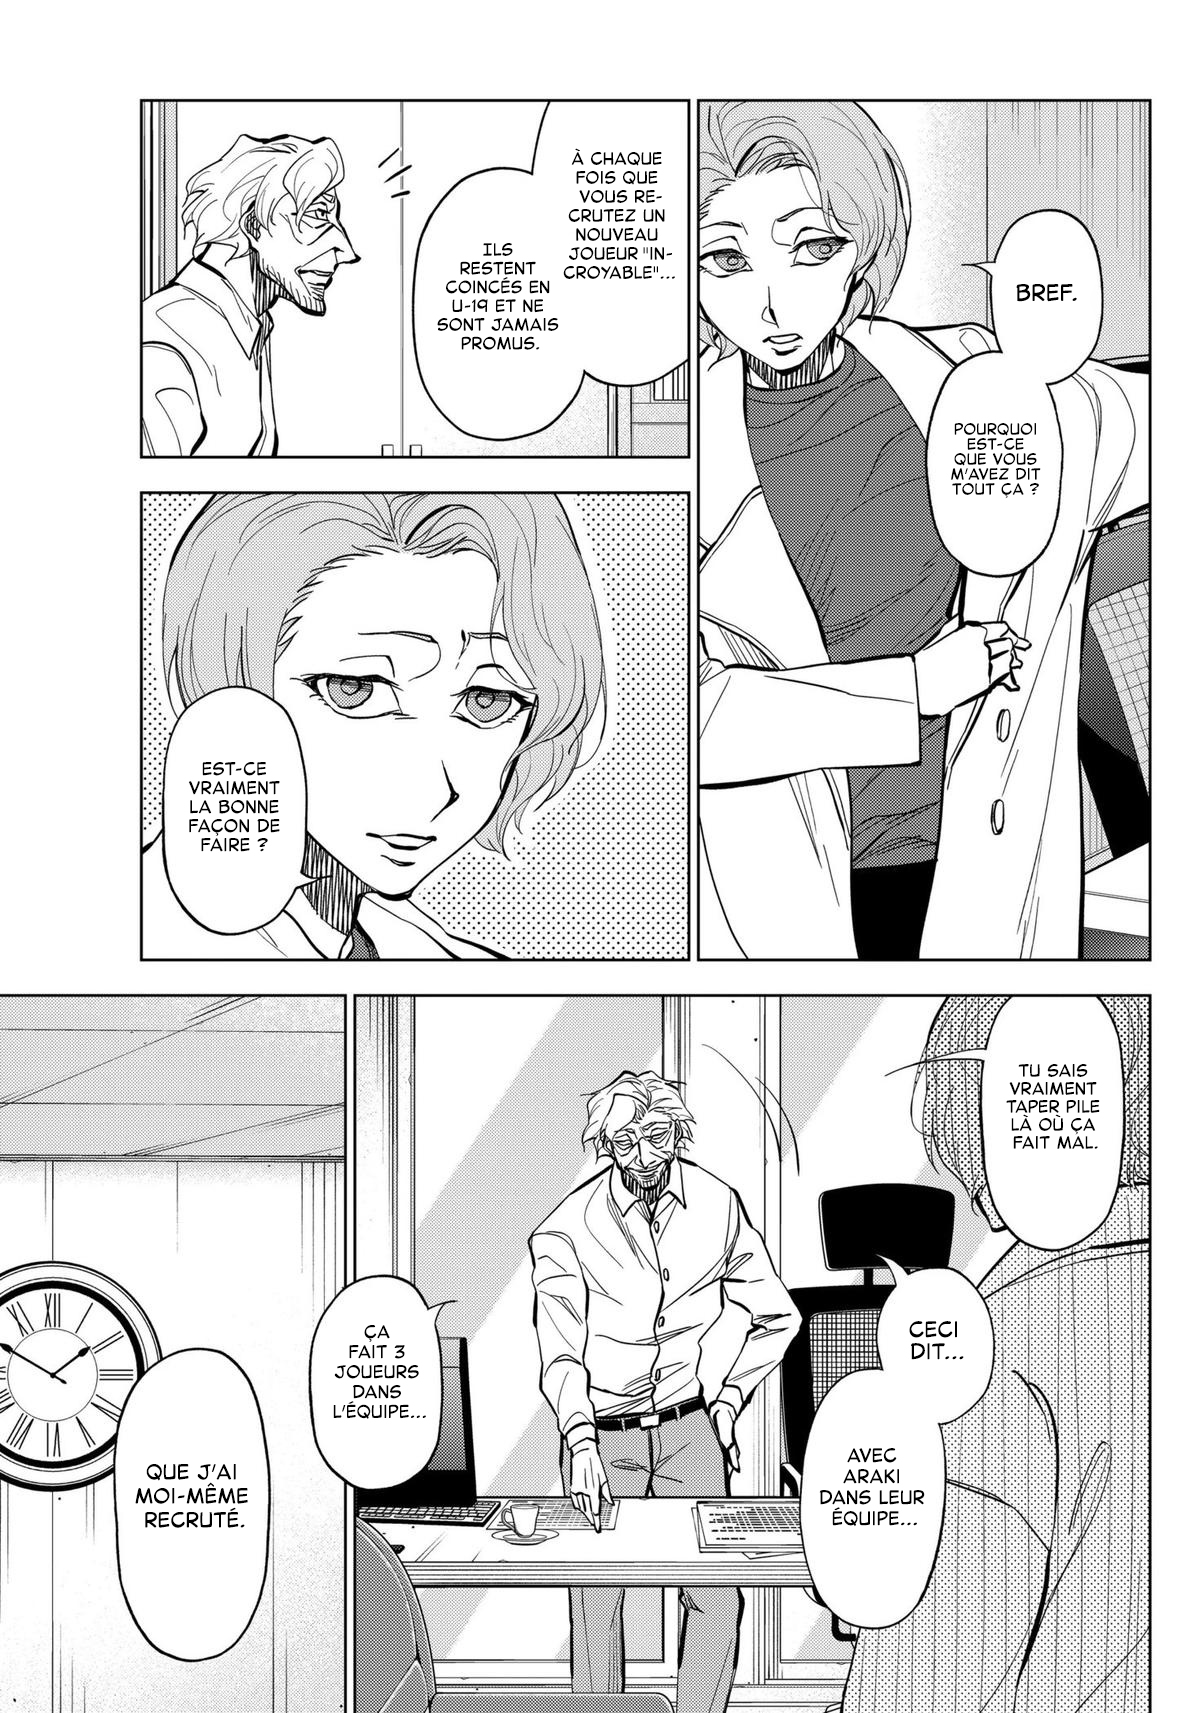 BREF.
POURQUOI
EST-CE
QUE VOUS
M'AVEZ DIT
TOUT ÇA ?
À CHAQUE
FOIS QUE
VOUS RE-
CRUTEZ UN
NOUVEAU
JOUEUR "IN-
CROYABLE"...
ILS
RESTENT
COINCÉS EN
U-19 ET NE
SONT JAMAIS
PROMUS.
EST-CE
VRAIMENT
LA BONNE
FAÇON DE
FAIRE ?
TU SAIS
VRAIMENT
TAPER PILE
LÀ OÙ ÇA
FAIT MAL.
CECI
DIT...
AVEC
ARAKI
DANS LEUR
ÉQUIPE...
ÇA
FAIT 3
JOUEURS
DANS
L'ÉQUIPE...
QUE J'AI
MOI-MÊME
RECRUTÉ.